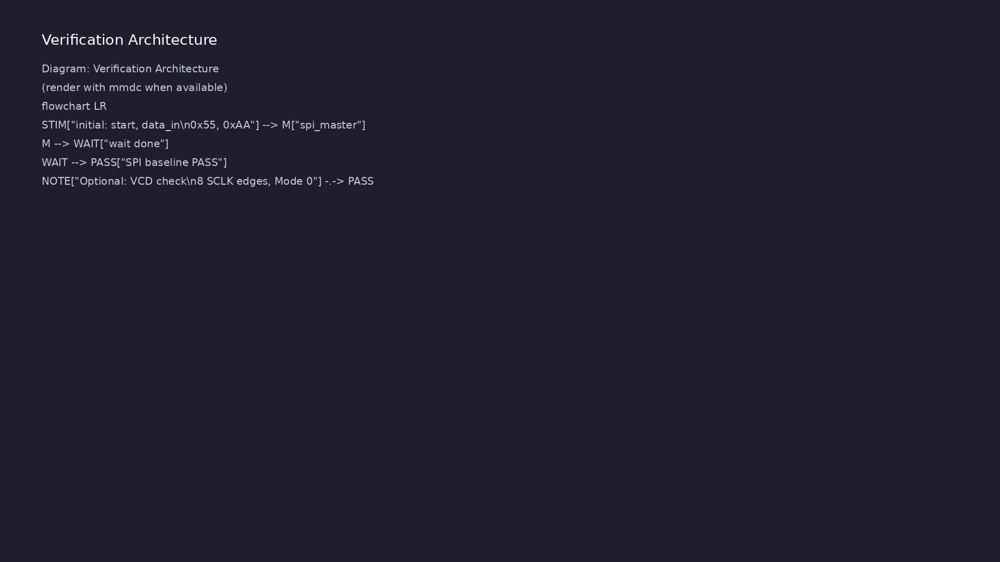 Verification Architecture
Diagram: Verification Architecture
(render with mmdc when available)
flowchart LR
STIM["initial: start, data_in\n0x55, 0xAA"] --> M["spi_master"]
M --> WAIT["wait done"]
WAIT --> PASS["SPI baseline PASS"]
NOTE["Optional: VCD check\n8 SCLK edges, Mode 0"] -.-> PASS